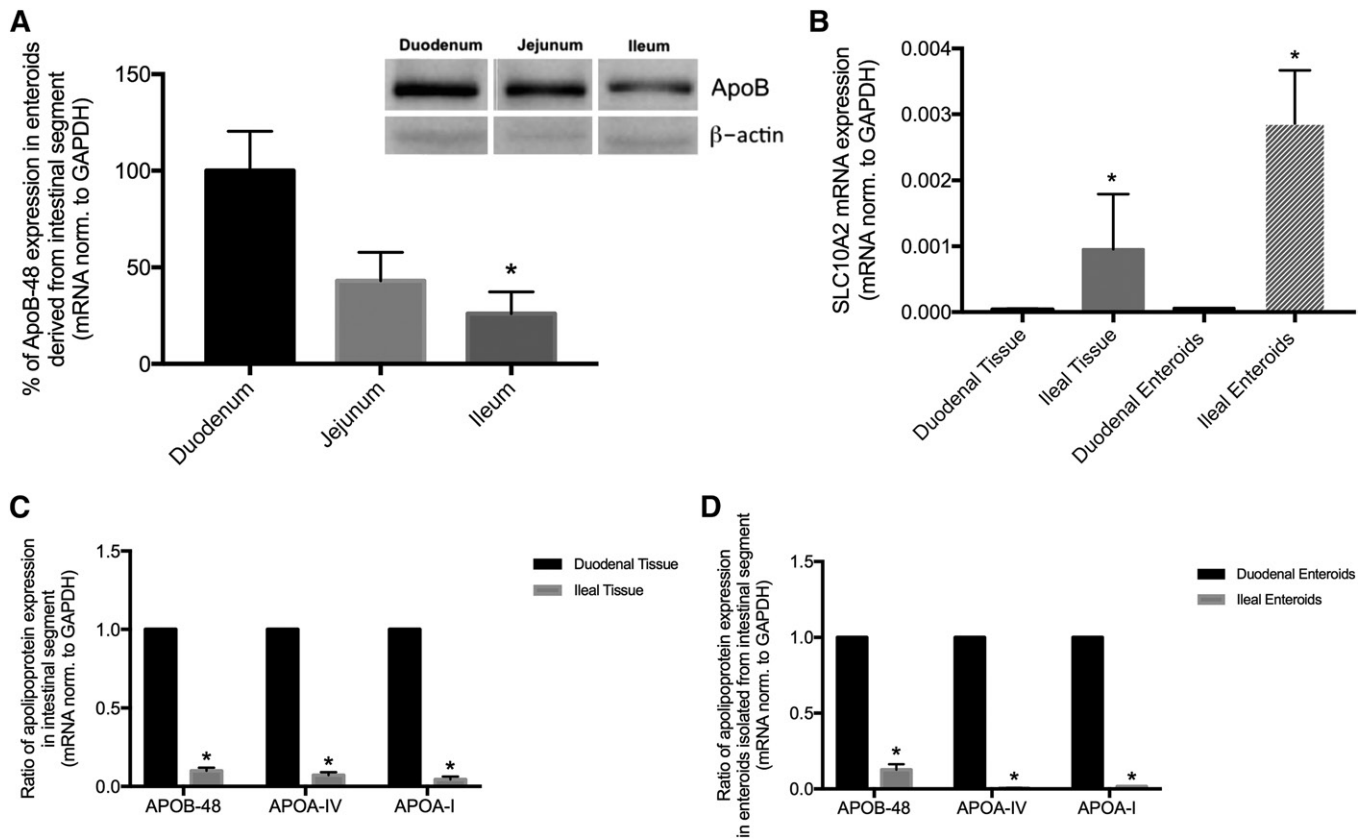 A
% of ApoB-48 expression in enteroids
derived from intestinal segment
(mRNA norm. to GAPDH)
150
100
50
0
Duodenum
Jejunum
Ileum
*
Duodenum Jejunum Ileum
ApoB
β-actin
B
SLC10A2 mRNA expression
(mRNA norm. to GAPDH)
0.004
0.003
0.002
0.001
0.000
*
*
Duodenal Tissue
Ileal Tissue
Duodenal Enteroids
Ileal Enteroids
C
Ratio of apolipoprotein expression
in intestinal segment
(mRNA norm. to GAPDH)
1.5
1.0
0.5
0.0
*
*
*
APOB-48 APOA-IV APOA-I
Duodenal Tissue
Ileal Tissue
D
Ratio of apolipoprotein expression
in enteroids isolated from intestinal segment
(mRNA norm. to GAPDH)
1.5
1.0
0.5
0.0
*
*
*
APOB-48 APOA-IV APOA-I
Duodenal Enteroids
Ileal Enteroids